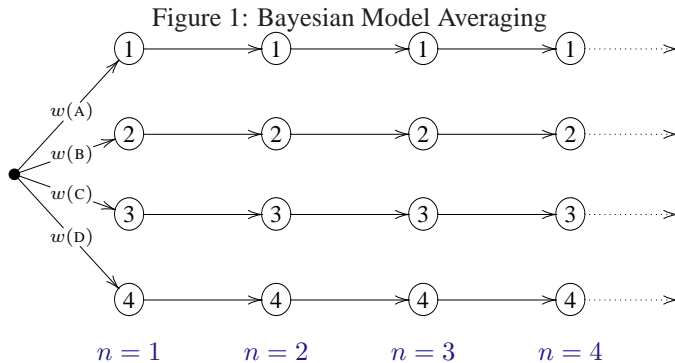 Figure 1: Bayesian Model Averaging
1 1 1 1
w(A)
2 2 2 2
w(B)
w(C)
3 3 3 3
w(D)
4 4 4 4
n = 1 n = 2 n = 3 n = 4